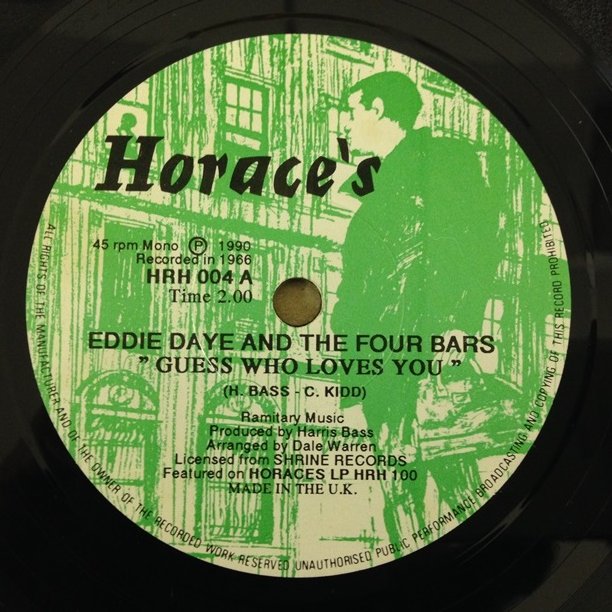 Horace's
45 rpm Mono Ⓟ 1990
Recorded in 1966
HRH 004 A
Time 2.00
EDDIE DAYE AND THE FOUR BARS
" GUESS WHO LOVES YOU "
(H. BASS - C. KIDD)
Ramitary Music
Produced by Harris Bass
Arranged by Dale Warren
Licensed from SHRINE RECORDS
Featured on HORACES LP HRH 100
MADE IN THE U.K.
ALL RIGHTS OF THE MANUFACTURER AND OF THE OWNER OF THE RECORDED WORK RESERVED UNAUTHORISED PUBLIC PERFORMANCE BROADCASTING AND COPYING OF THIS RECORD PROHIBITED